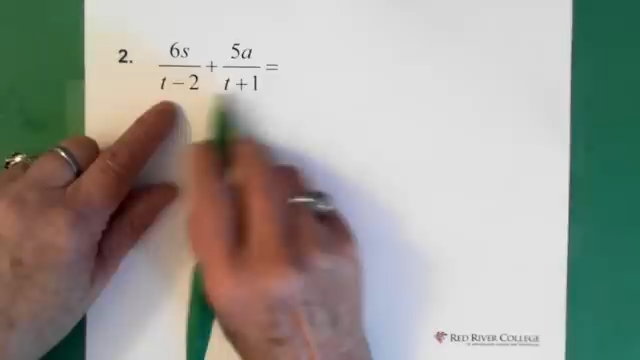 2. 6s/(t − 2) + 5a/(t + 1) =
RED RIVER COLLEGE